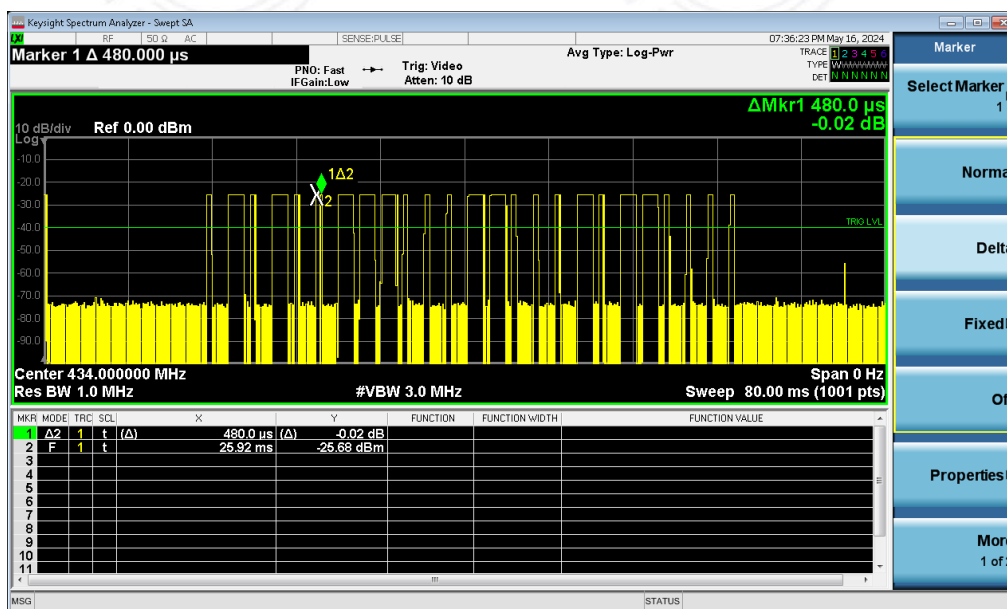 Keysight Spectrum Analyzer - Swept SA
LXI RF 50 Ω AC SENSE:PULSE 07:36:23 PM May 16, 2024
Marker 1 Δ 480.000 µs
Avg Type: Log-Pwr
TRACE 1 2 3 4 5 6
TYPE W
DET N N N N N N
PNO: Fast
IFGain:Low
Trig: Video
Atten: 10 dB
ΔMkr1 480.0 µs
-0.02 dB
10 dB/div Ref 0.00 dBm
Log
-10.0
-20.0
-30.0
-40.0
-50.0
-60.0
-70.0
-80.0
-90.0
1Δ2
2
TRIG LVL
Center 434.000000 MHz Span 0 Hz
Res BW 1.0 MHz #VBW 3.0 MHz Sweep 80.00 ms (1001 pts)
MKR MODE TRC SCL X Y FUNCTION FUNCTION WIDTH FUNCTION VALUE
1 Δ2 1 t (Δ) 480.0 µs (Δ) -0.02 dB
2 F 1 t 25.92 ms -25.68 dBm
3
4
5
6
7
8
9
10
11
MSG STATUS
Marker
Select Marker
1
Norma
Delta
Fixed
Of
Properties
More
1 of 2